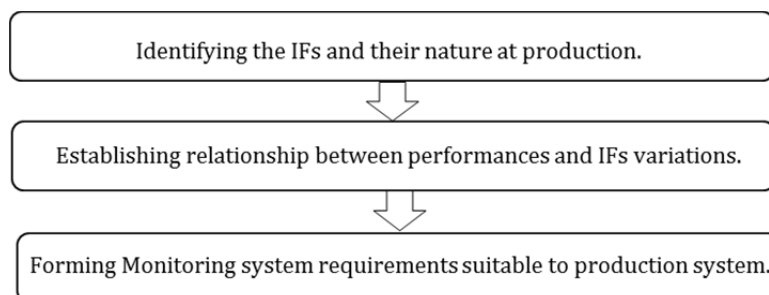 Identifying the IFs and their nature at production.
Establishing relationship between performances and IFs variations.
Forming Monitoring system requirements suitable to production system.